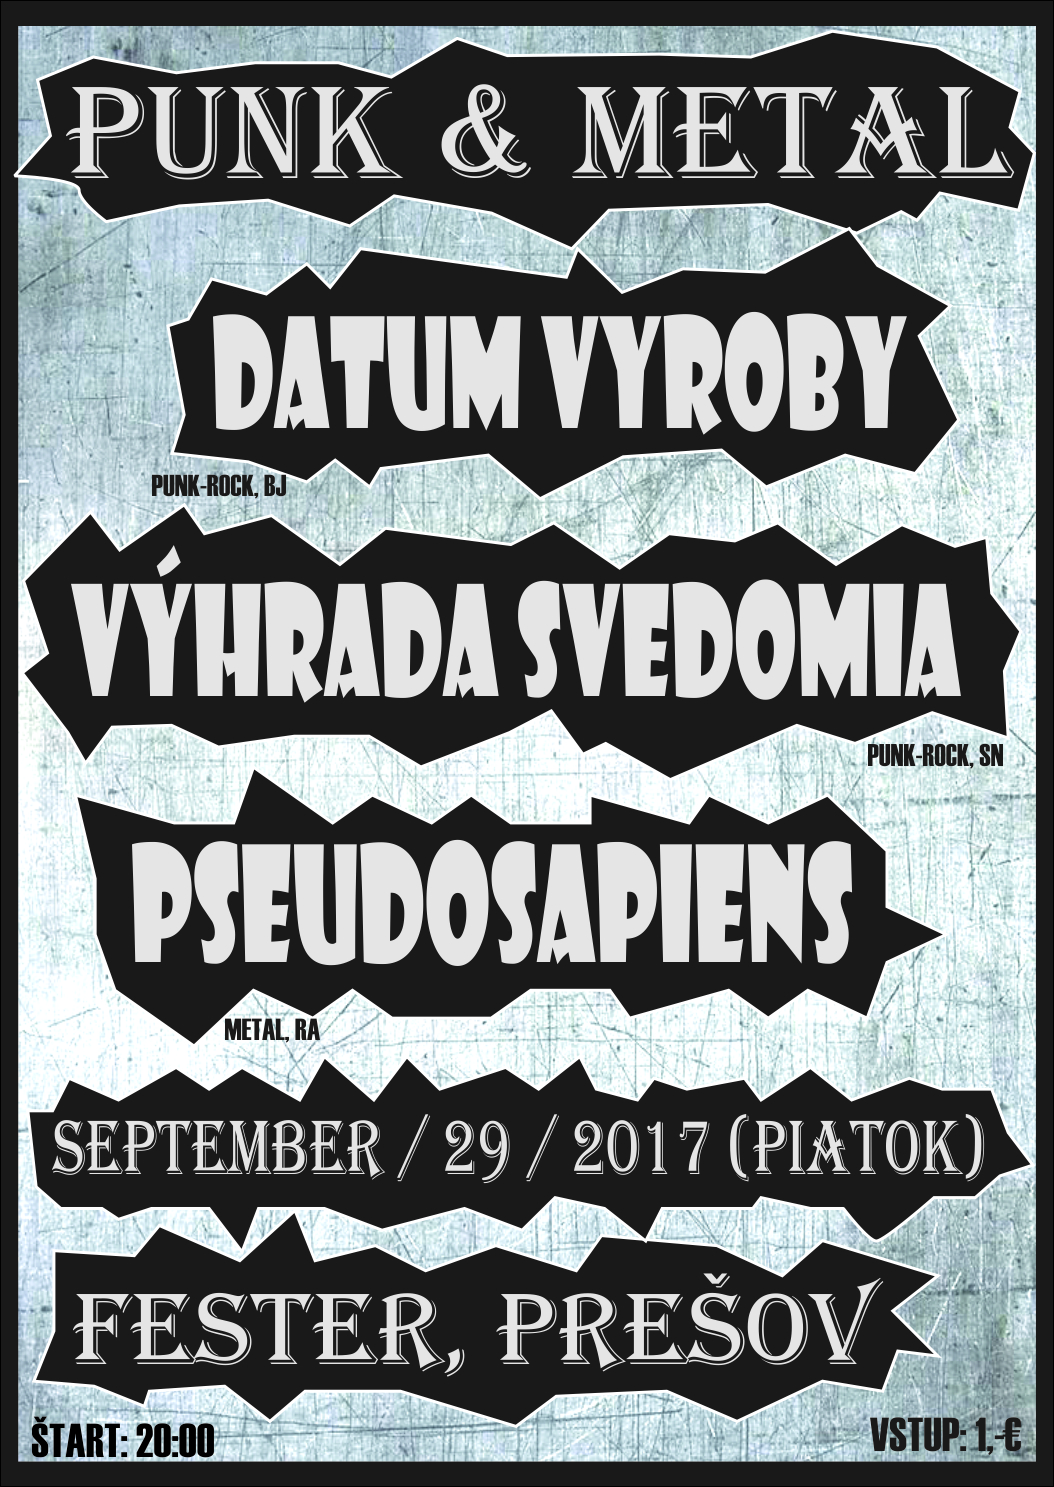 PUNK & METAL
DATUM VYROBY
PUNK-ROCK, BJ
VÝHRADA SVEDOMIA
PUNK-ROCK, SN
PSEUDOSAPIENS
METAL, RA
SEPTEMBER / 29 / 2017 (PIATOK)
FESTER, PREŠOV
ŠTART: 20:00
VSTUP: 1,-€